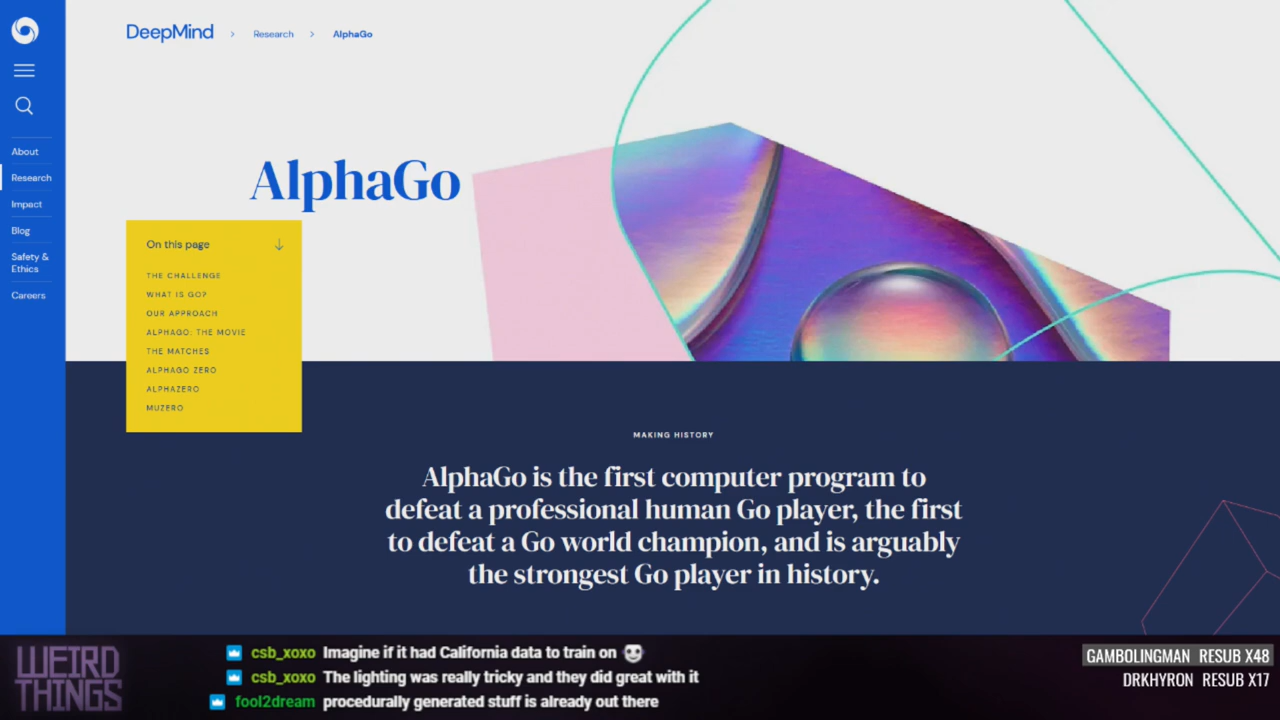 DeepMind > Research > AlphaGo
About
Research
Impact
Blog
Safety &
Ethics
Careers
AlphaGo
On this page ↓
THE CHALLENGE
WHAT IS GO?
OUR APPROACH
ALPHAGO: THE MOVIE
THE MATCHES
ALPHAGO ZERO
ALPHAZERO
MUZERO
MAKING HISTORY
AlphaGo is the first computer program to
defeat a professional human Go player, the first
to defeat a Go world champion, and is arguably
the strongest Go player in history.
WEIRD
THINGS
csb_xoxo Imagine if it had California data to train on
csb_xoxo The lighting was really tricky and they did great with it
fool2dream procedurally generated stuff is already out there
GAMBOLINGMAN RESUB X48
DRKHYRON RESUB X17